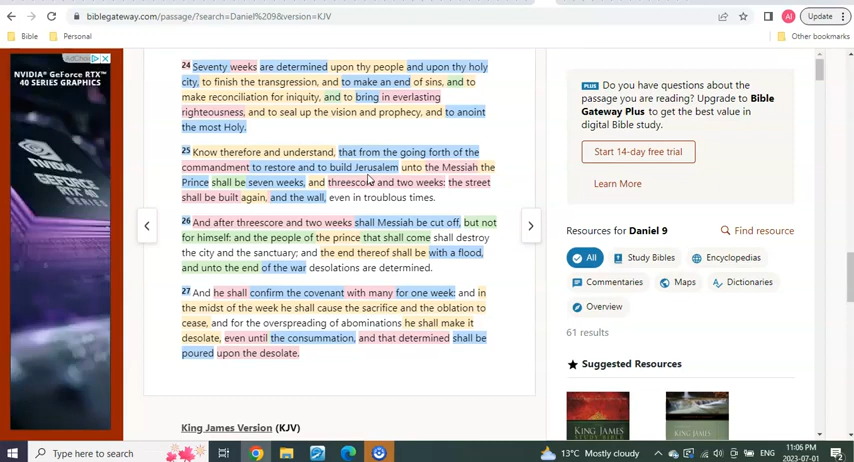 biblegateway.com/passage/?search=Daniel%209&version=KJV
AI
Update
Bible
Personal
Other bookmarks
AdChoices
NVIDIA® GeForce RTX™
40 SERIES GRAPHICS
24 Seventy weeks are determined upon thy people and upon thy holy
city, to finish the transgression, and to make an end of sins, and to
make reconciliation for iniquity, and to bring in everlasting
righteousness, and to seal up the vision and prophecy, and to anoint
the most Holy.
25 Know therefore and understand, that from the going forth of the
commandment to restore and to build Jerusalem unto the Messiah the
Prince shall be seven weeks, and threescore and two weeks: the street
shall be built again, and the wall, even in troublous times.
26 And after threescore and two weeks shall Messiah be cut off, but not
for himself: and the people of the prince that shall come shall destroy
the city and the sanctuary; and the end thereof shall be with a flood,
and unto the end of the war desolations are determined.
27 And he shall confirm the covenant with many for one week: and in
the midst of the week he shall cause the sacrifice and the oblation to
cease, and for the overspreading of abominations he shall make it
desolate, even until the consummation, and that determined shall be
poured upon the desolate.
King James Version (KJV)
PLUS Do you have questions about the
passage you are reading? Upgrade to Bible
Gateway Plus to get the best value in
digital Bible study.
Start 14-day free trial
Learn More
Resources for Daniel 9
Find resource
All
Study Bibles
Encyclopedias
Commentaries
Maps
Dictionaries
Overview
61 results
Suggested Resources
KING JAMES
KING JAMES
Type here to search
13°C Mostly cloudy
ENG
11:05 PM
2023-07-01
2